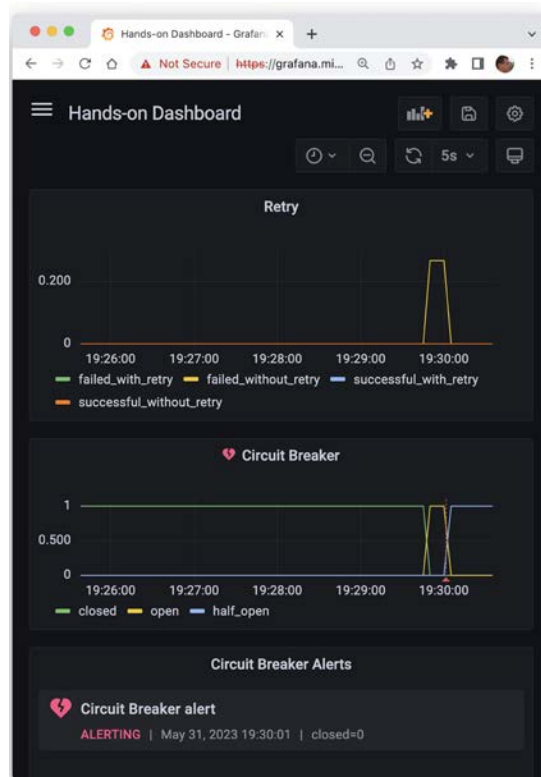 Hands-on Dashboard - Grafan
Not Secure | https://grafana.mi...
Hands-on Dashboard
5s
Retry
0.200
0
19:26:00 19:27:00 19:28:00 19:29:00 19:30:00
failed_with_retry failed_without_retry successful_with_retry
successful_without_retry
Circuit Breaker
1
0.500
0
19:26:00 19:27:00 19:28:00 19:29:00 19:30:00
closed open half_open
Circuit Breaker Alerts
Circuit Breaker alert
ALERTING | May 31, 2023 19:30:01 | closed=0